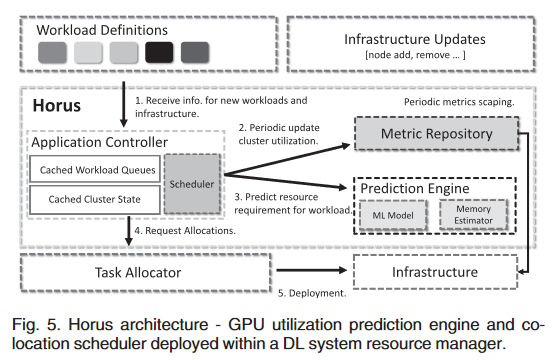 Workload Definitions
Infrastructure Updates
[node add, remove ... ]
Horus
1. Receive info. for new workloads and
infrastructure.
Periodic metrics scaping.
2. Periodic update
cluster utilization.
Metric Repository
Application Controller
Cached Workload Queues
Cached Cluster State
Scheduler
3. Predict resource
requirement for workload.
Prediction Engine
ML Model
Memory
Estimator
4. Request Allocations.
Task Allocator
5. Deployment.
Infrastructure
Fig. 5. Horus architecture - GPU utilization prediction engine and co-
location scheduler deployed within a DL system resource manager.